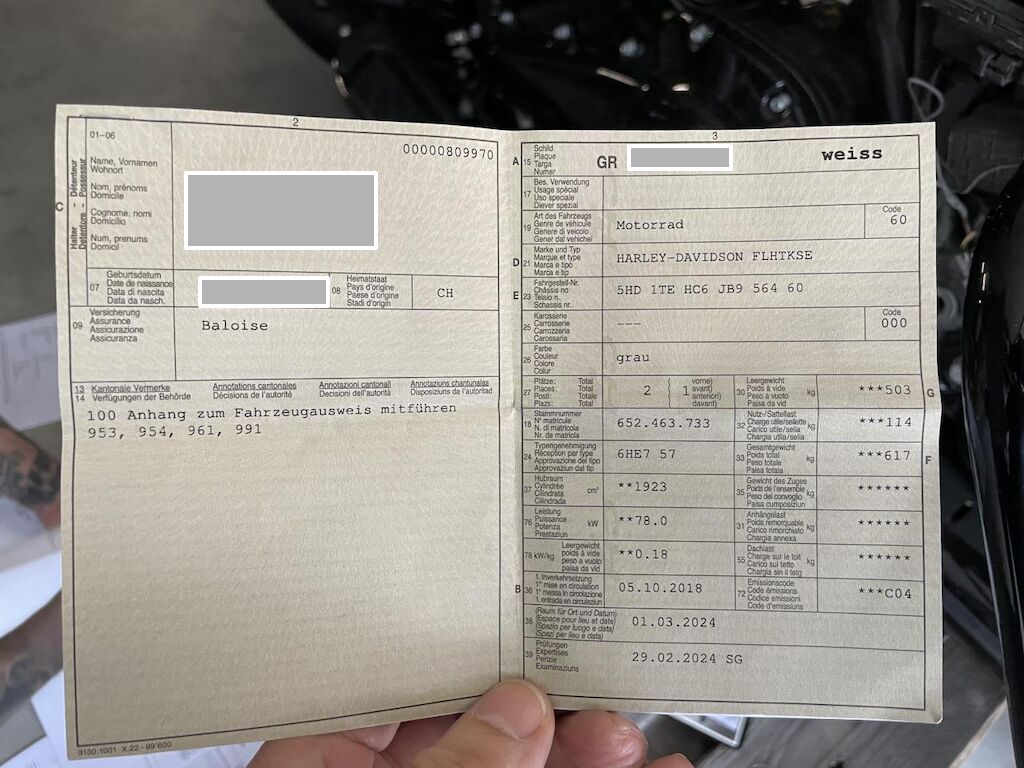 2
01–06
00000809970
C
Halter - - Détenteur
Detentore - - Possessur
Name, Vornamen
Wohnort
Nom, prénoms
Domicile
Cognome, nomi
Domicilio
Num, prenums
Domicil
07
Geburtsdatum
Date de naissance
Data di nascita
Data da nasch.
08
Heimatstaat
Pays d'origine
Paese d'origine
Stadi d'origin
CH
09
Versicherung
Assurance
Assicurazione
Assicuranza
Baloise
13 Kantonale Vermerke Annotations cantonales Annotazioni cantonali Annotaziuns chantunalas
14 Verfügungen der Behörde Décisions de l'autorité Decisioni dell'autorità Decisiuns da l'autoritad
100 Anhang zum Fahrzeugausweis mitführen
953, 954, 961, 991
3150.1001 X.22 - 99'600
3
A 15
Schild
Plaque
Targa
Numer
GR
weiss
17
Bes. Verwendung
Usage spécial
Uso speciale
Diever spezial
19
Art des Fahrzeugs
Genre de véhicule
Genere di veicolo
Gener dal vehichel
Motorrad
Code
60
D 21
Marke und Typ
Marque et type
Marca e tipo
Marca e tip
HARLEY-DAVIDSON FLHTKSE
E 23
Fahrgestell-Nr.
Châssis no
Telaio n.
Schassis nr.
5HD 1TE HC6 JB9 564 60
25
Karosserie
Carrosserie
Carrozzeria
Carossaria
---
Code
000
26
Farbe
Couleur
Colore
Colur
grau
27
Plätze: Total
Places: Total
Posti: Totale
Plazs: Total
2
1
vorne)
avant)
anteriori)
davant)
30
Leergewicht
Poids à vide
Peso a vuoto
Paisa da vid
kg
***503
G
18
Stammnummer
N° matricule
N. di matricola
Nr. da matricla
652.463.733
32
Nutz-/Sattellast
Charge utile/sellette
Carico utile/sella
Chargia utila/sella
kg
***114
24
Typengenehmigung
Réception par type
Approvazione del tipo
Approvaziun dal tip
6HE7 57
33
Gesamtgewicht
Poids total
Peso totale
Paisa totala
kg
***617
F
37
Hubraum
Cylindrée
Cilindrata
Cilindrada
cm³
**1923
35
Gewicht des Zuges
Poids de l'ensemble
Peso del convoglio
Paisa cumposiziun
kg
******
76
Leistung
Puissance
Potenza
Prestaziun
kW
**78.0
31
Anhängelast
Poids remorquable
Carico rimorchiato
Chargia annexa
kg
******
78 kW/kg
Leergewicht
poids à vide
peso a vuoto
paisa da vid
**0.18
55
Dachlast
Charge sur le toit
Carico sul tetto
Chargia sin il tetg
kg
******
B 36
1. Inverkehrsetzung
1re mise en circulation
1a messa in circolazione
1. entrada en circulaziun
05.10.2018
72
Emissionscode
Code émissions
Codice emissioni
Code d'emissiuns
***C04
38
(Raum für Ort und Datum)
(Espace pour lieu et date)
(Spazio per luogo e data)
(Spazi per lieu e data)
01.03.2024
39
Prüfungen
Expertises
Perizie
Examinaziuns
29.02.2024 SG